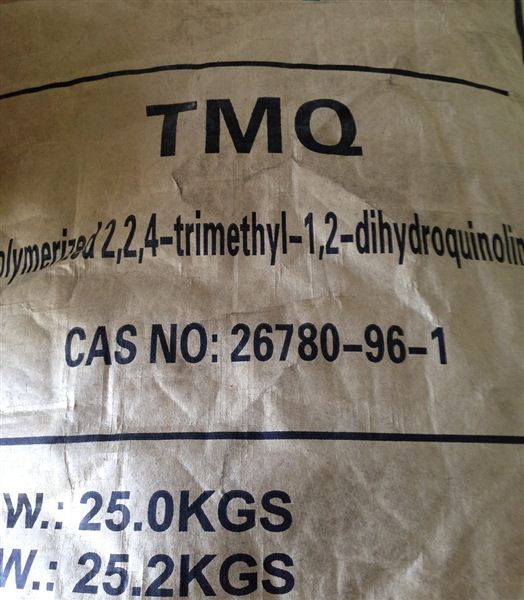 TMQ
olymerized 2,2,4-trimethyl-1,2-dihydroquinolin
CAS NO: 26780-96-1
W.: 25.0KGS
W.: 25.2KGS